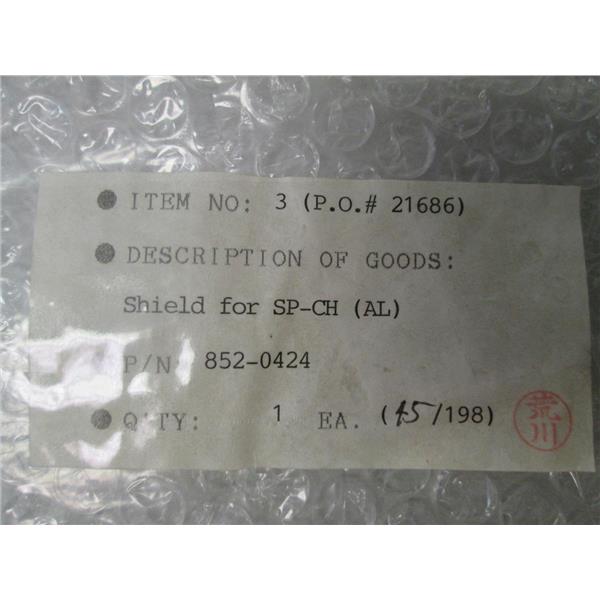 ● ITEM NO: 3 (P.O.# 21686)
● DESCRIPTION OF GOODS:
Shield for SP-CH (AL)
P/N 852-0424
● Q'TY: 1 EA. (45/198)
荒川